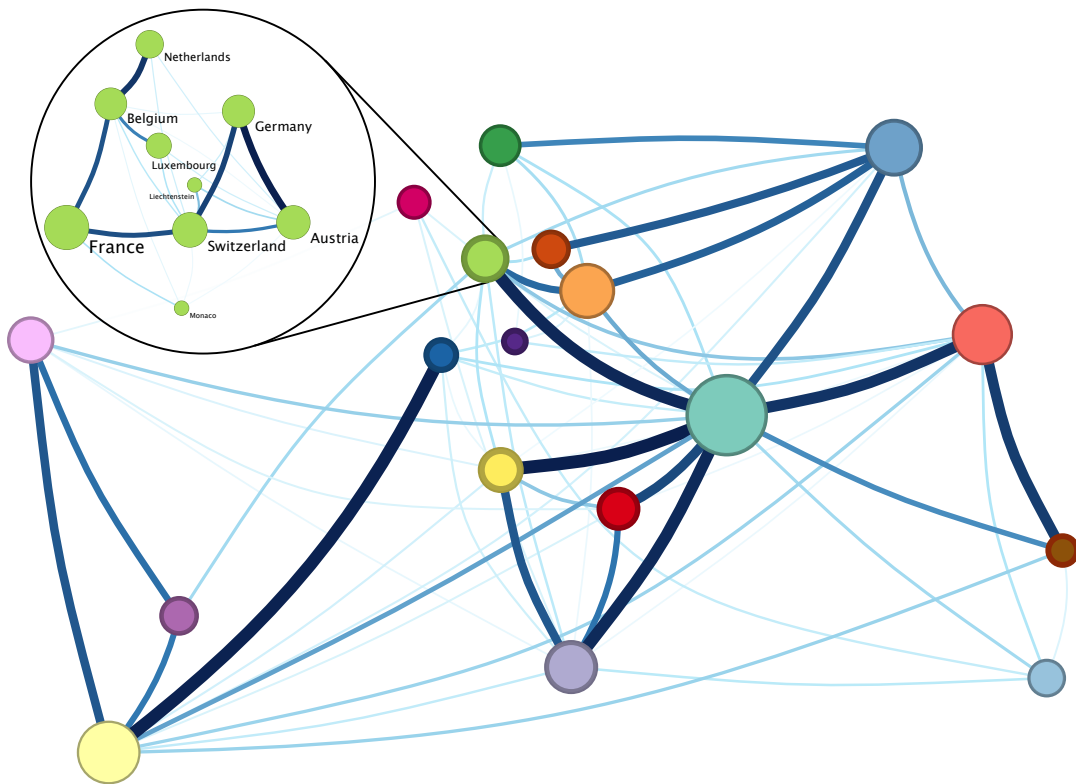 Netherlands
Belgium
Germany
Luxembourg
Liechtenstein
France
Switzerland
Austria
Monaco